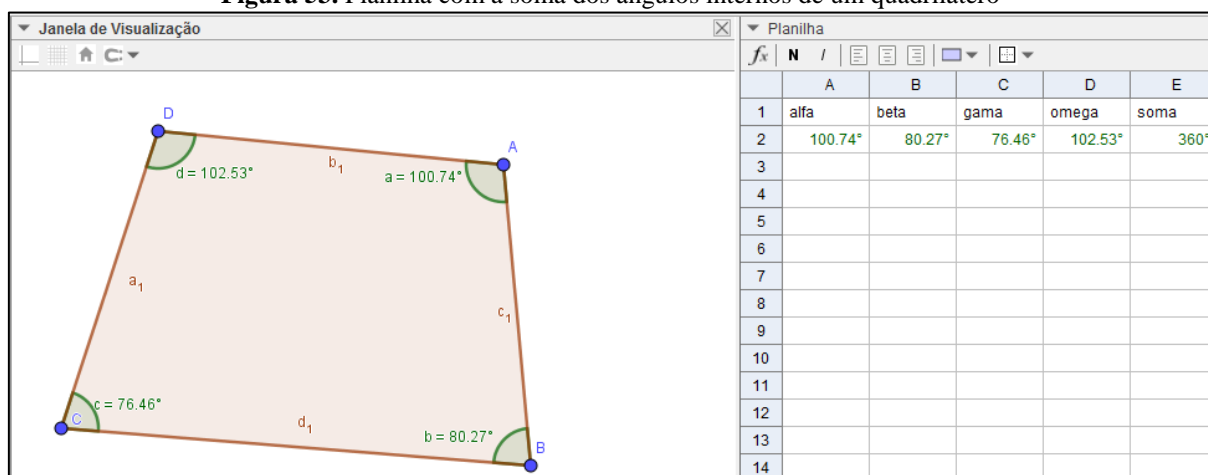 Figura 55. Planilha com a soma dos ângulos internos de um quadrilátero
Janela de Visualização
D
A
b1
d = 102.53°
a = 100.74°
a1
c1
c = 76.46°
C
d1
b = 80.27°
B
Planilha
fx N I
A B C D E
1 alfa beta gama omega soma
2 100.74° 80.27° 76.46° 102.53° 360°
3
4
5
6
7
8
9
10
11
12
13
14